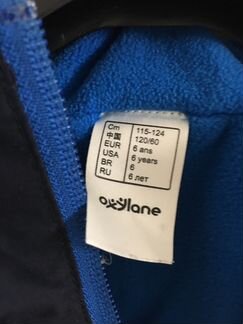 Cm 115-124
中国 120/60
EUR 6 ans
USA 6 years
BR 6
RU 6 лет
oxylane